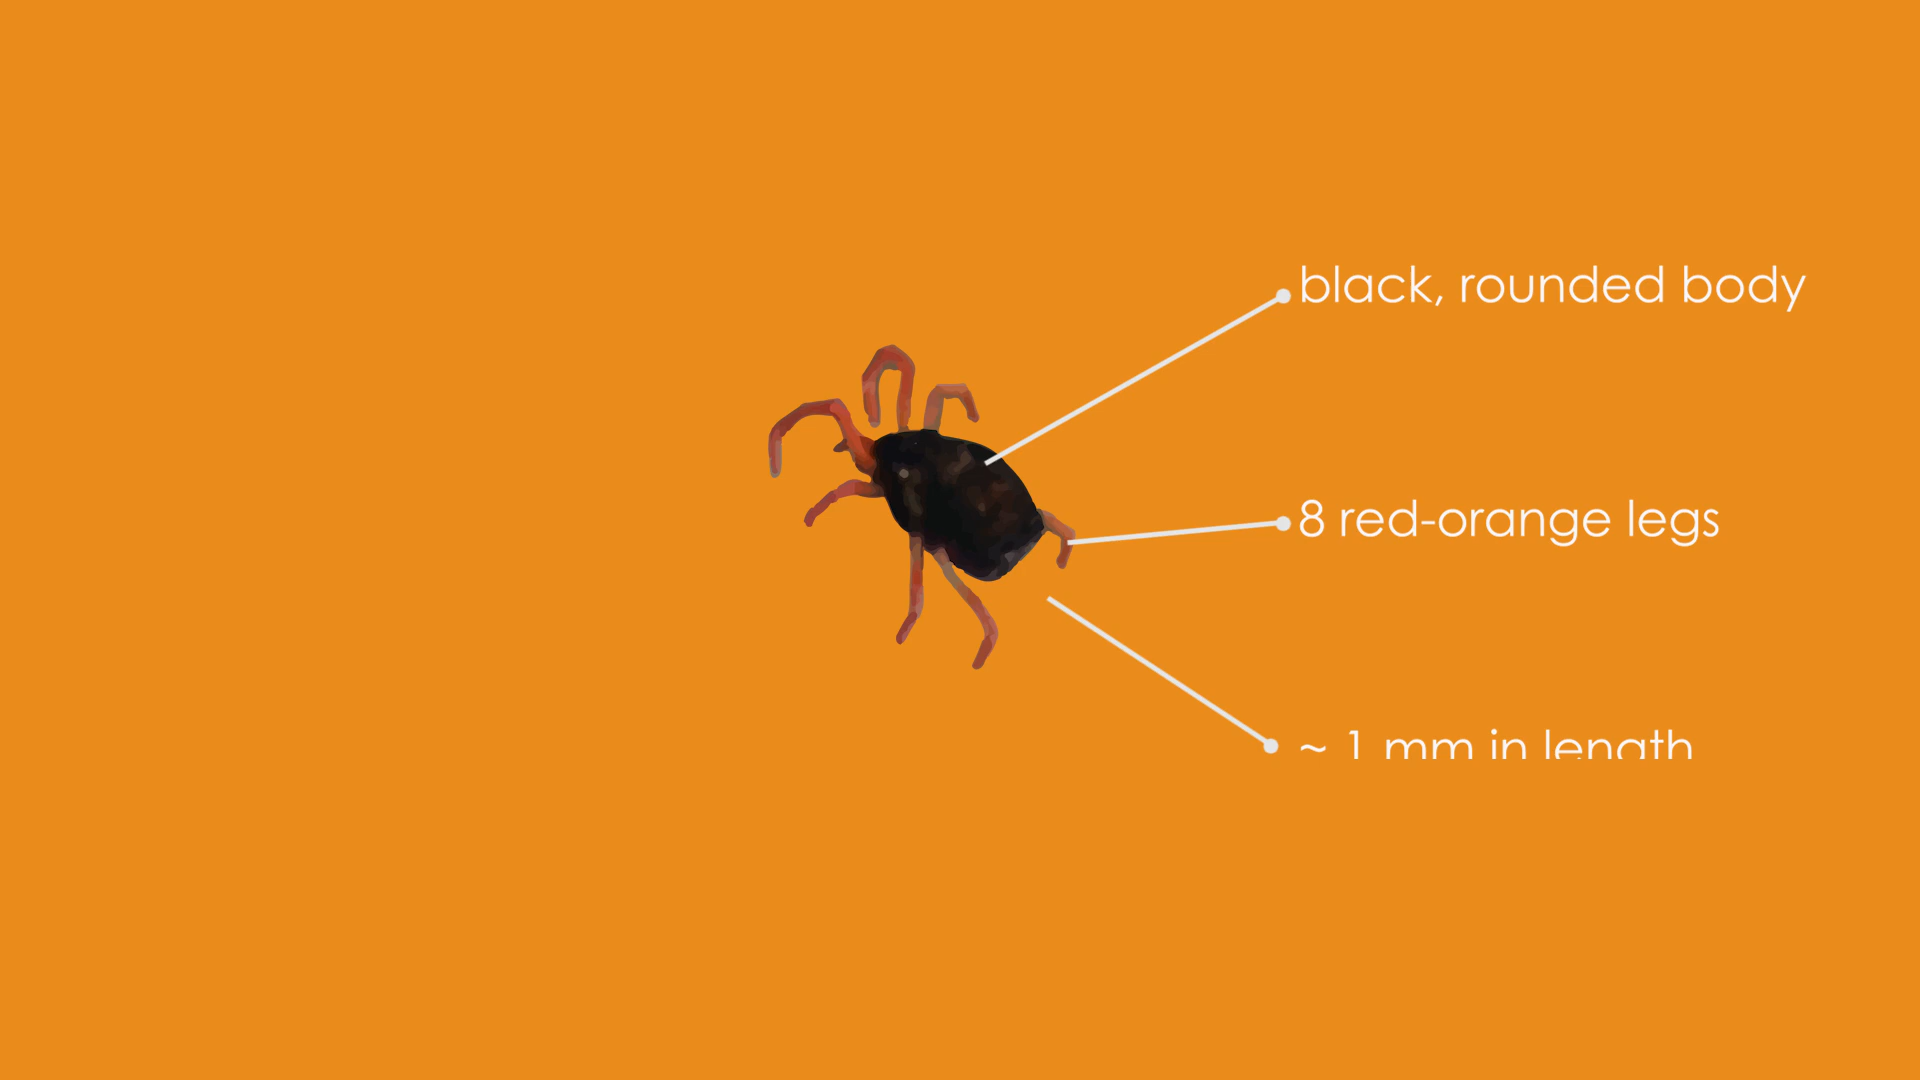 black, rounded body
8 red-orange legs
~ 1 mm in length